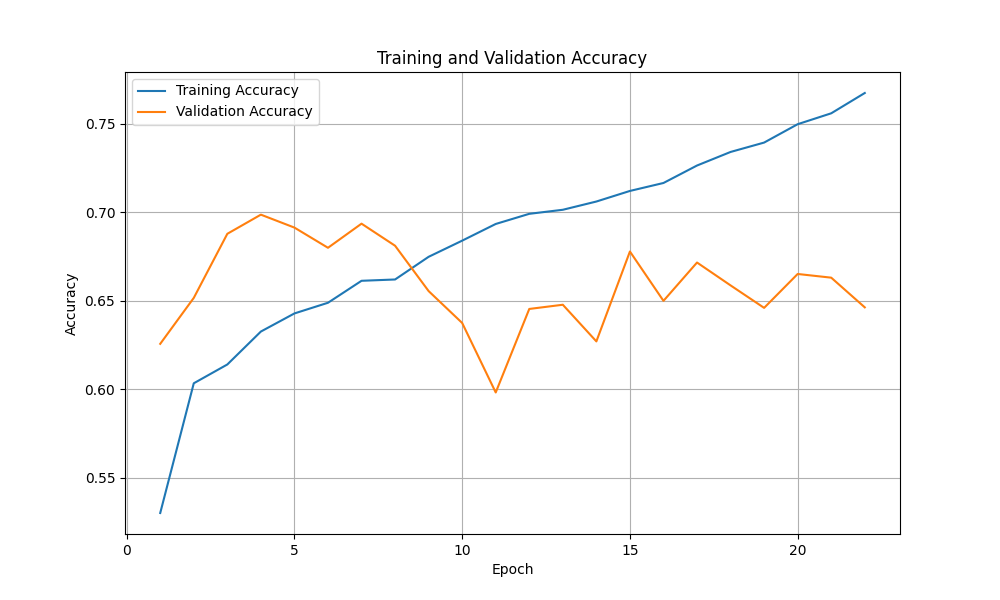 Training and Validation Accuracy
Training Accuracy
Validation Accuracy
0.75
0.70
0.65
0.60
0.55
Accuracy
0 5 10 15 20
Epoch